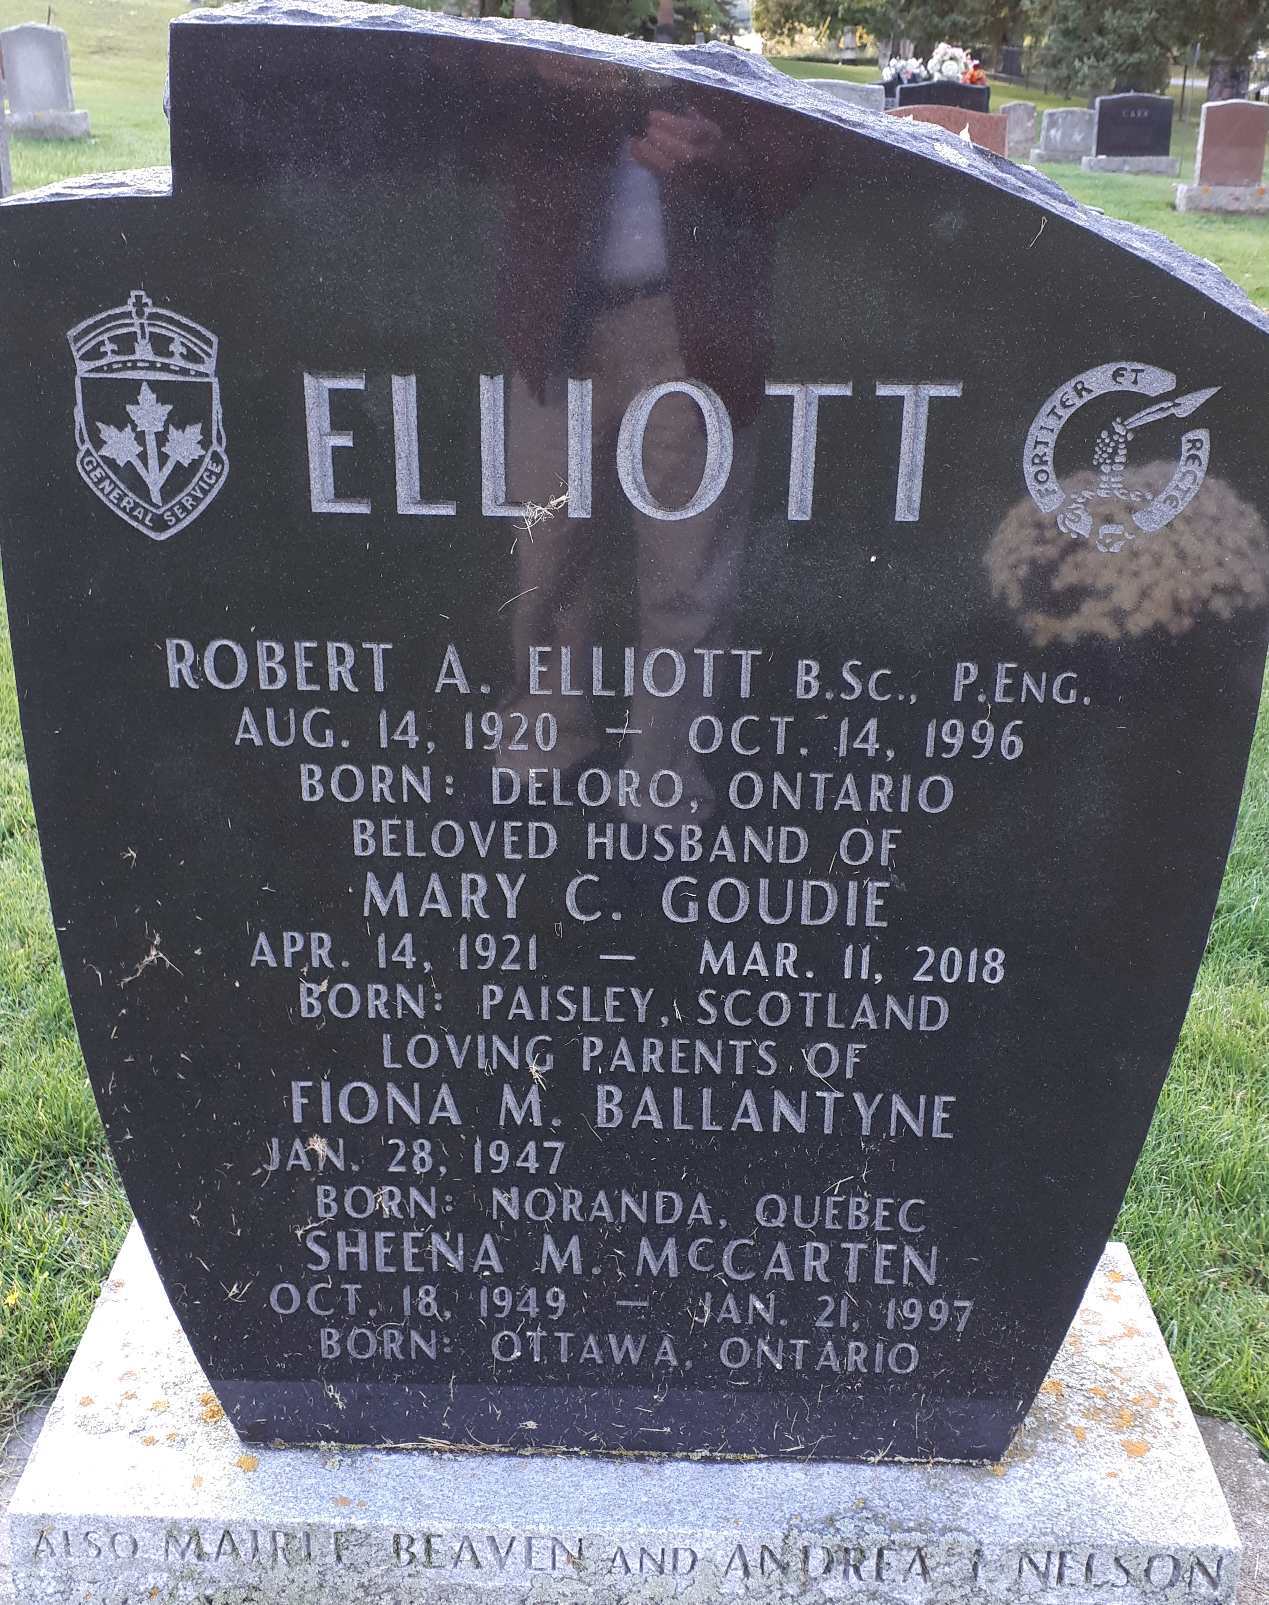 CARR
GENERAL SERVICE
ELLIOTT
FORTITER ET RECTE
ROBERT A. ELLIOTT B.SC., P.ENG.
AUG. 14, 1920 — OCT. 14, 1996
BORN: DELORO, ONTARIO
BELOVED HUSBAND OF
MARY C. GOUDIE
APR. 14, 1921 — MAR. 11, 2018
BORN: PAISLEY, SCOTLAND
LOVING PARENTS OF
FIONA M. BALLANTYNE
JAN. 28, 1947
BORN: NORANDA, QUEBEC
SHEENA M. MCCARTEN
OCT. 18, 1949 — JAN. 21, 1997
BORN: OTTAWA, ONTARIO
ALSO MAIRLE BEAVEN AND ANDREA I NELSON